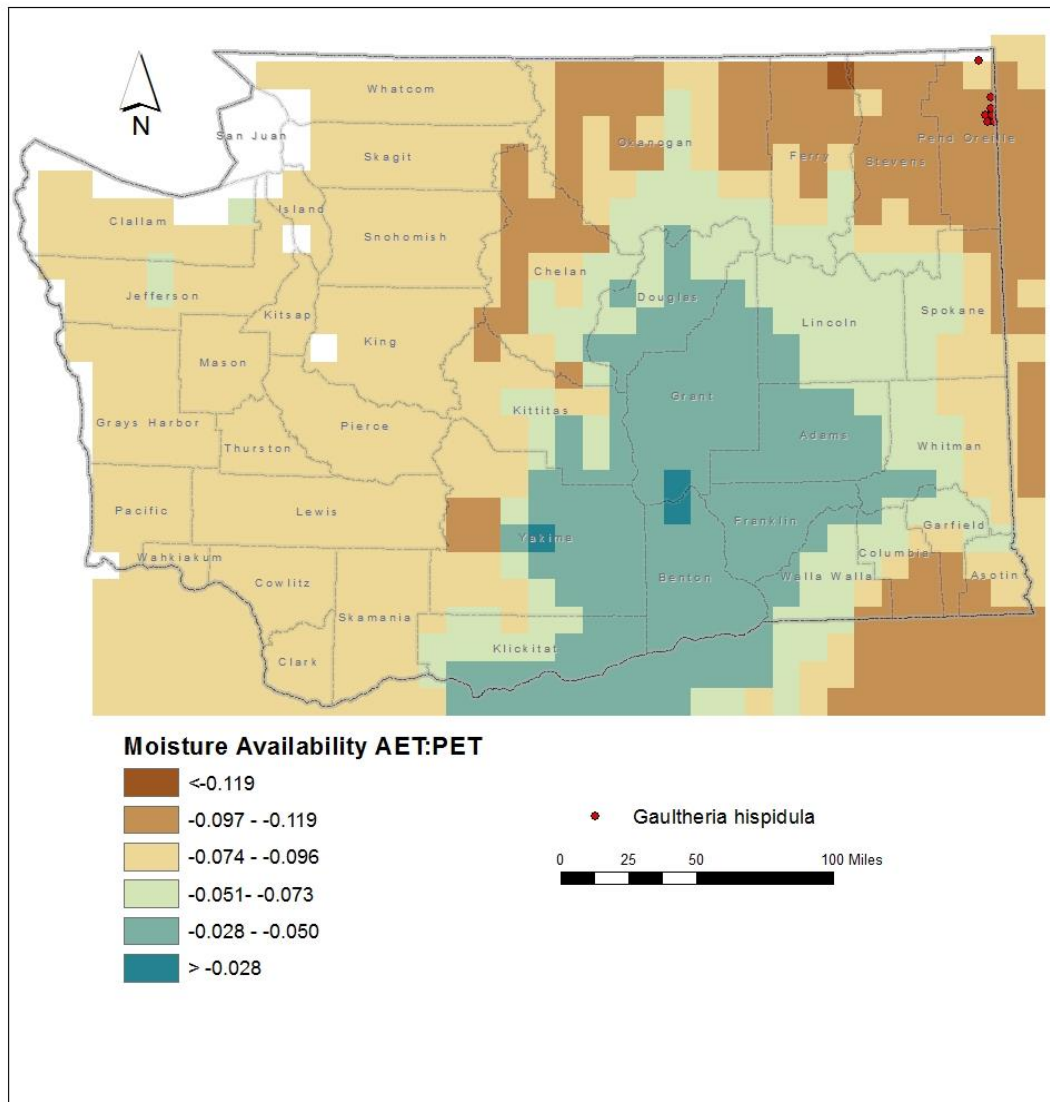 Whatcom
San Juan
Skagit
Okanogan
Ferry
Stevens
Pend Oreille
Island
Clallam
Snohomish
Chelan
Douglas
Jefferson
Kitsap
King
Lincoln
Spokane
Mason
Grant
Kittitas
Grays Harbor
Pierce
Adams
Whitman
Thurston
Pacific
Lewis
Yakima
Franklin
Garfield
Wahkiakum
Columbia
Asotin
Cowlitz
Benton
Walla Walla
Skamania
Klickitat
Clark
N
Moisture Availability AET:PET
<-0.119
-0.097 - -0.119
-0.074 - -0.096
-0.051- -0.073
-0.028 - -0.050
> -0.028
Gaultheria hispidula
0 25 50 100 Miles